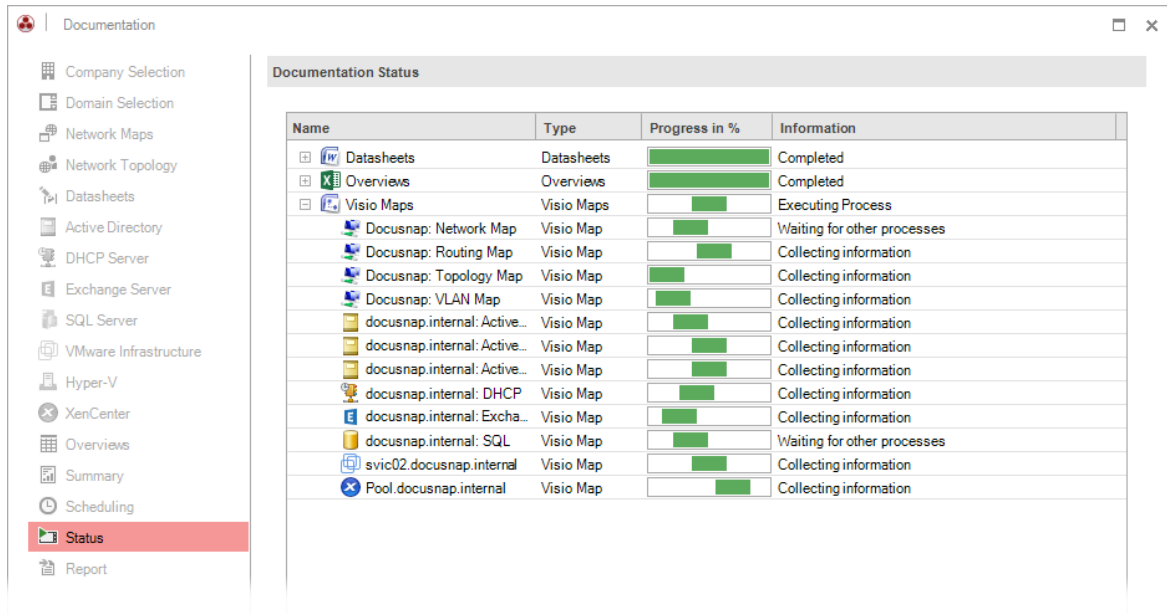 Documentation
Company Selection
Domain Selection
Network Maps
Network Topology
Datasheets
Active Directory
DHCP Server
Exchange Server
SQL Server
VMware Infrastructure
Hyper-V
XenCenter
Overviews
Summary
Scheduling
Status
Report
Documentation Status
Name Type Progress in % Information
Datasheets Datasheets Completed
Overviews Overviews Completed
Visio Maps Visio Maps Executing Process
Docusnap: Network Map Visio Map Waiting for other processes
Docusnap: Routing Map Visio Map Collecting information
Docusnap: Topology Map Visio Map Collecting information
Docusnap: VLAN Map Visio Map Collecting information
docusnap.internal: Active... Visio Map Collecting information
docusnap.internal: Active... Visio Map Collecting information
docusnap.internal: Active... Visio Map Collecting information
docusnap.internal: DHCP Visio Map Collecting information
docusnap.internal: Excha... Visio Map Collecting information
docusnap.internal: SQL Visio Map Waiting for other processes
svic02.docusnap.internal Visio Map Collecting information
Pool.docusnap.internal Visio Map Collecting information